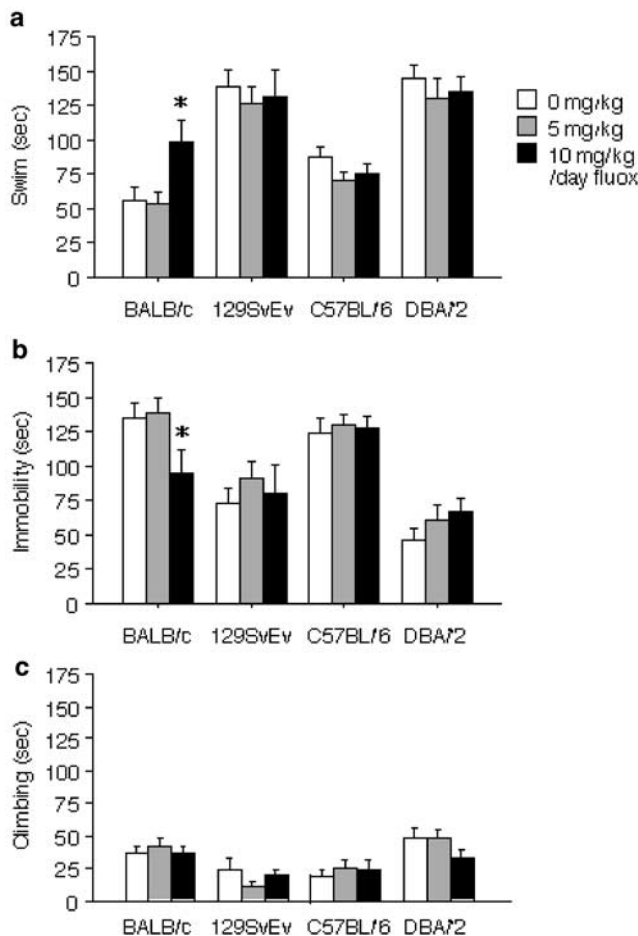 a
175
150
125
100
75
50
25
0
Swim (sec)
*
0 mg/kg
5 mg/kg
10 mg/kg
/day fluox
BALB/c 129SvEv C57BL/6 DBA/2
b
175
150
125
100
75
50
25
0
Immobility (sec)
*
BALB/c 129SvEv C57BL/6 DBA/2
c
175
150
125
100
75
50
25
0
Climbing (sec)
BALB/c 129SvEv C57BL/6 DBA/2